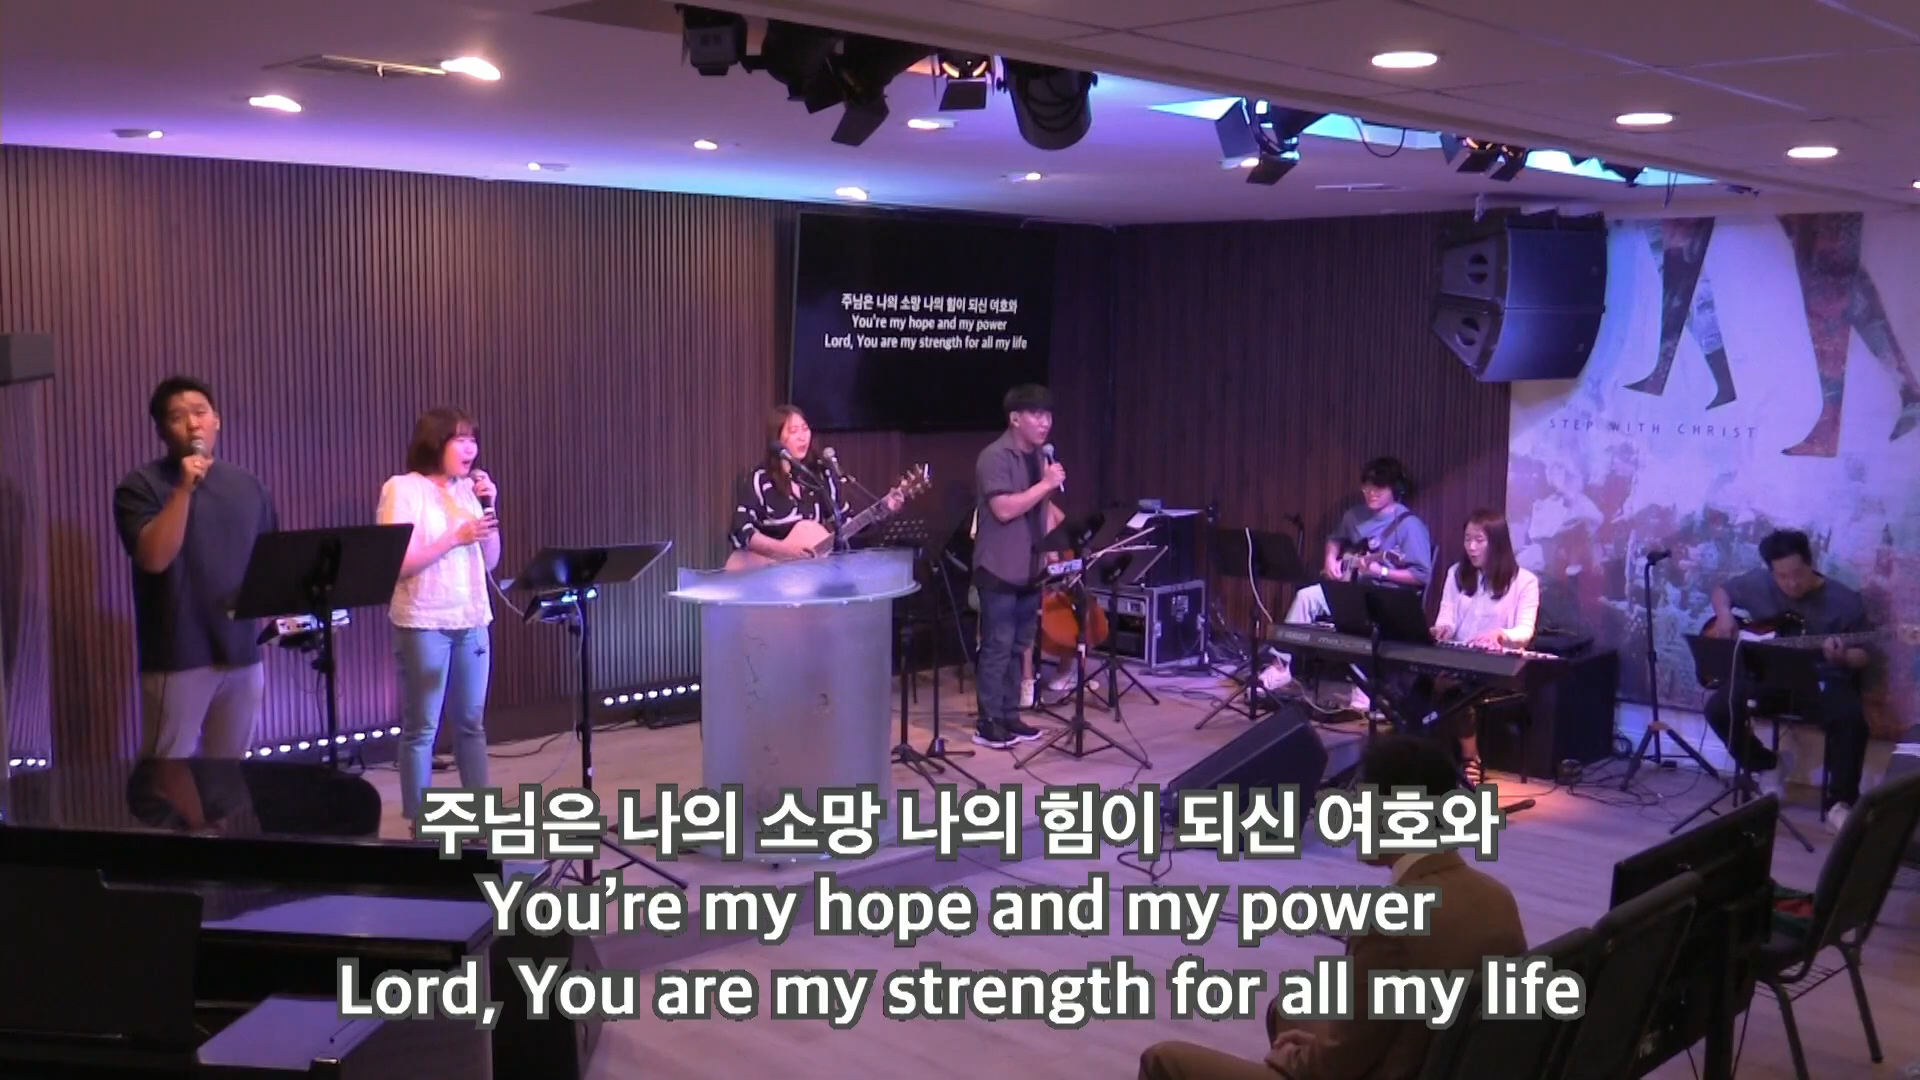 주님은 나의 소망 나의 힘이 되신 여호와
You're my hope and my power
Lord, You are my strength for all my life
STEP WITH CHRIST
주님은 나의 소망 나의 힘이 되신 여호와
You’re my hope and my power
Lord, You are my strength for all my life